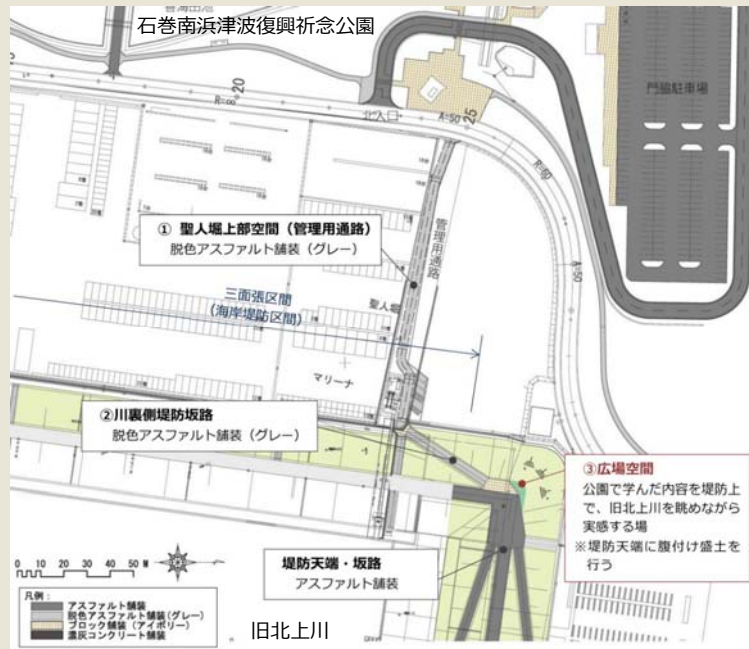 石巻南浜津波復興祈念公園
R=∞
20
北入口
A=50
25
R=60
A=50
門脇駐車場
① 聖人堀上部空間（管理用通路）
脱色アスファルト舗装（グレー）
管理用通路
聖人堀
三面張区間
(海岸堤防区間)
マリーナ
②川裏側堤防坂路
脱色アスファルト舗装（グレー）
③広場空間
公園で学んだ内容を堤防上
で、旧北上川を眺めながら
実感する場
※堤防天端に腹付け盛土を
行う
堤防天端・坂路
アスファルト舗装
0 10 20 30 40 50 M
凡例：
アスファルト舗装
脱色アスファルト舗装(グレー)
ブロック舗装（アイボリー）
濃灰コンクリート舗装
旧北上川